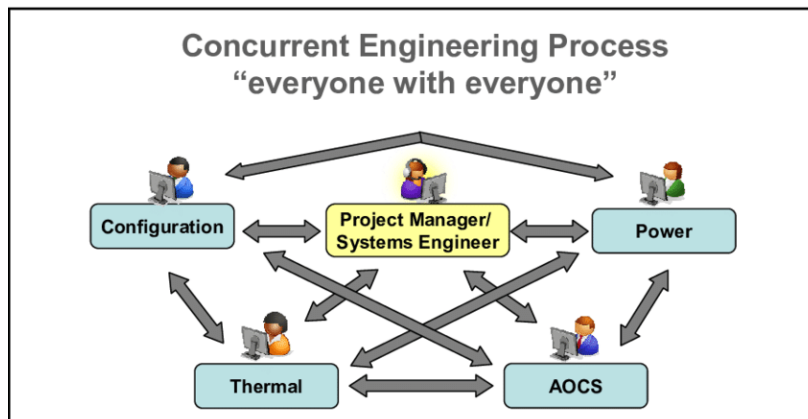 Concurrent Engineering Process
“everyone with everyone”
Configuration
Project Manager/
Systems Engineer
Power
Thermal
AOCS